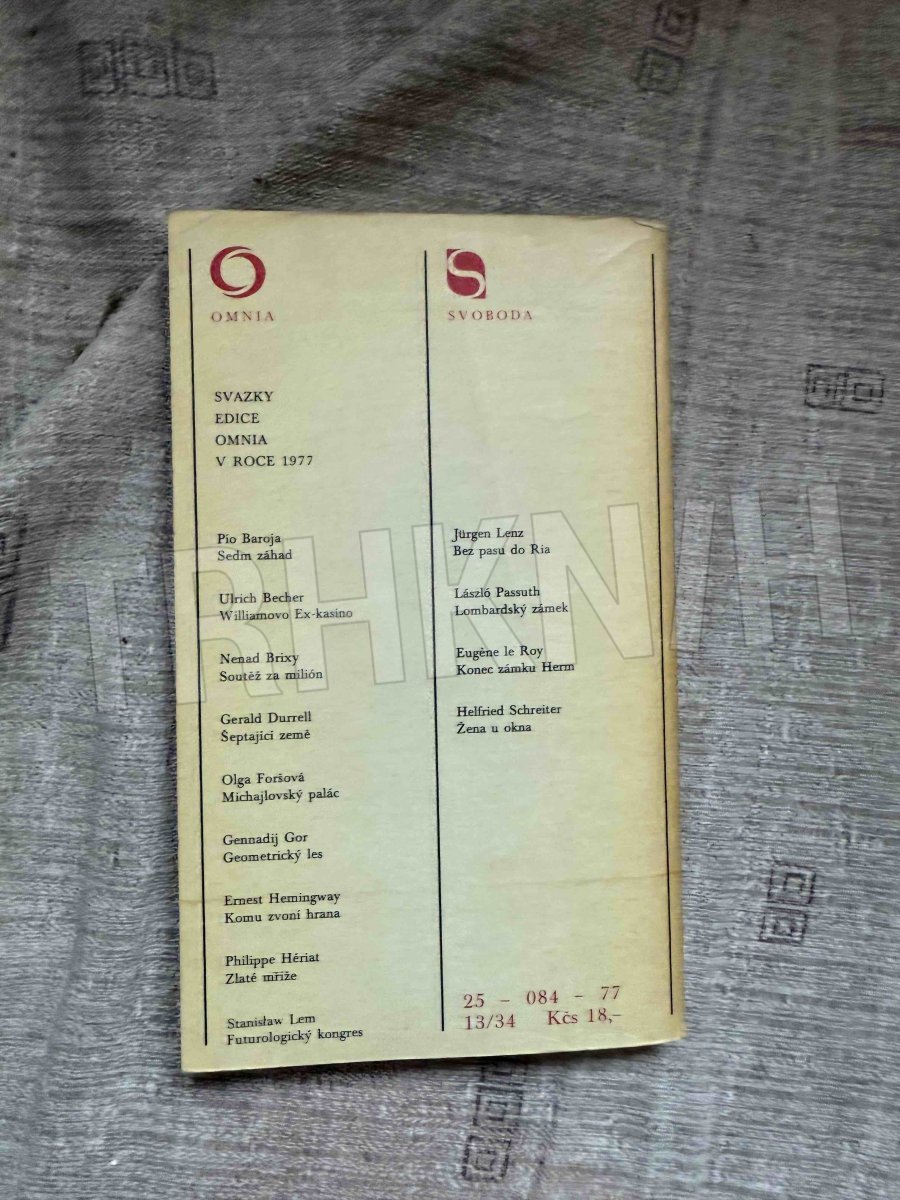 OMNIA
SVAZKY
EDICE
OMNIA
V ROCE 1977
Pío Baroja
Sedm záhad
Ulrich Becher
Williamovo Ex-kasino
Nenad Brixy
Soutěž za milión
Gerald Durrell
Šeptající země
Olga Foršová
Michajlovský palác
Gennadij Gor
Geometrický les
Ernest Hemingway
Komu zvoní hrana
Philippe Hériat
Zlaté mříže
Stanisław Lem
Futurologický kongres
SVOBODA
Jürgen Lenz
Bez pasu do Ria
László Passuth
Lombardský zámek
Eugène le Roy
Konec zámku Herm
Helfried Schreiter
Žena u okna
25 – 084 – 77
13/34 Kčs 18,–